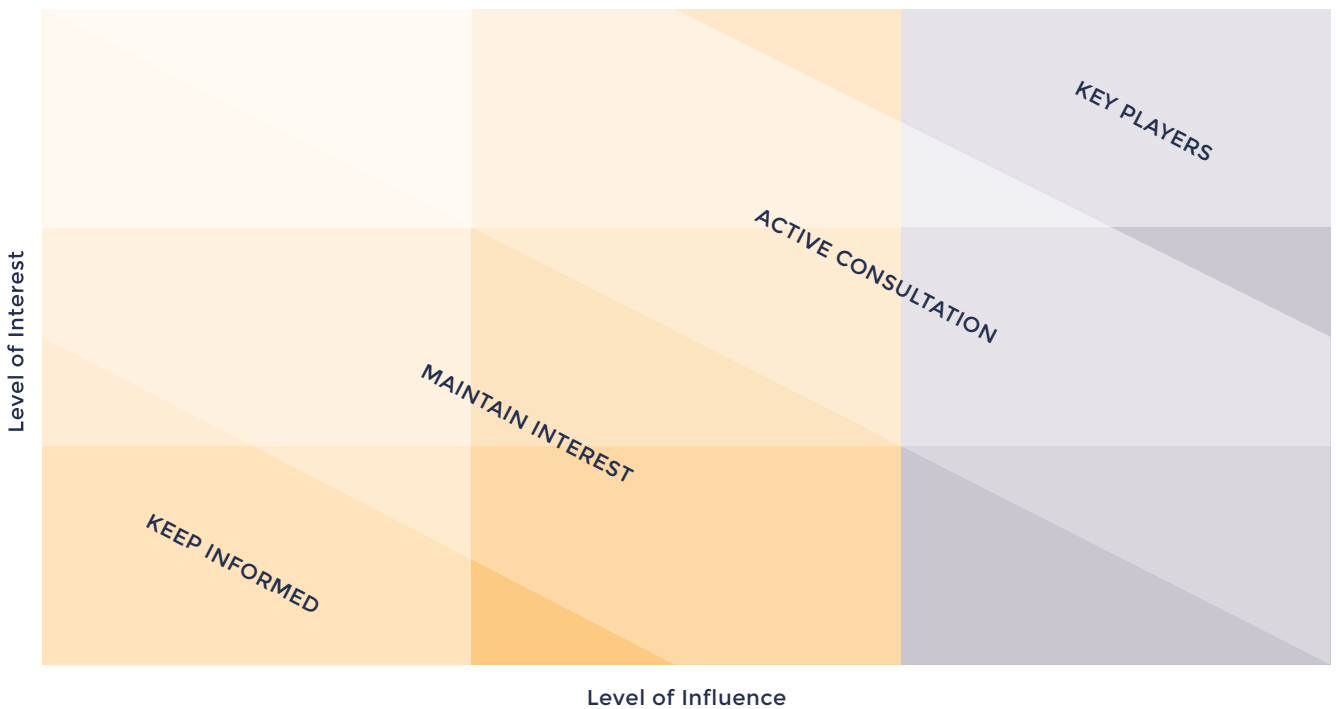 KEY PLAYERS
ACTIVE CONSULTATION
MAINTAIN INTEREST
KEEP INFORMED
Level of Interest
Level of Influence